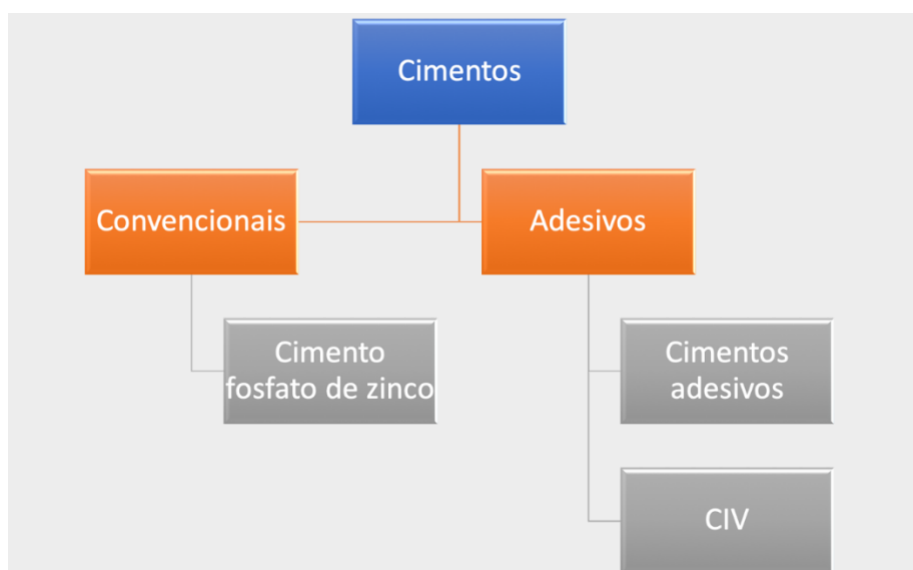 Cimentos
Convencionais
Adesivos
Cimento
fosfato de zinco
Cimentos
adesivos
CIV